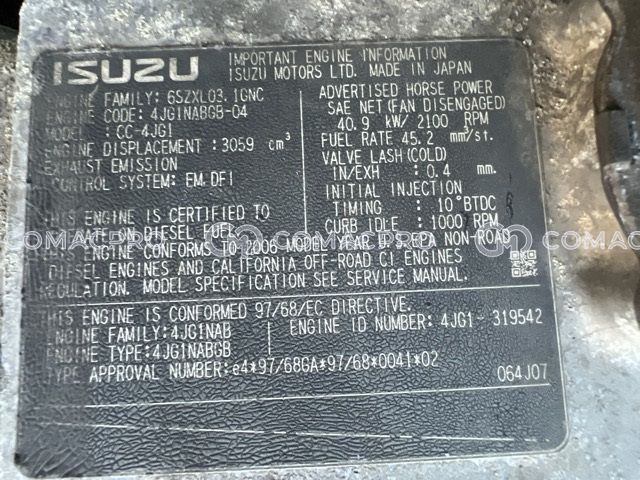 ISUZU
IMPORTANT ENGINE INFORMATION
ISUZU MOTORS LTD. MADE IN JAPAN
ENGINE FAMILY: 6SZXL03.1GNC
ENGINE CODE: 4JG1NABGB-04
MODEL: CC-4JG1
ENGINE DISPLACEMENT: 3059 cm³
EXHAUST EMISSION
CONTROL SYSTEM: EM,DFI
ADVERTISED HORSE POWER
SAE NET (FAN DISENGAGED)
40.9 kW/2100 RPM
FUEL RATE 45.2 mm³/st.
VALVE LASH (COLD)
IN/EXH : 0.4 mm.
INITIAL INJECTION
TIMING : 10°BTDC
CURB IDLE: 1000 RPM
THIS ENGINE IS CERTIFIED TO
OPERATE ON DIESEL FUEL.
THIS ENGINE CONFORMS TO 2006 MODEL YEAR U.S.EPA NON-ROAD
DIESEL ENGINES AND CALIFORNIA OFF-ROAD CI ENGINES
REGULATION. MODEL SPECIFICATION SEE SERVICE MANUAL.
COMACPRO COMACPRO COMACPRO
THIS ENGINE IS CONFORMED 97/68/EC DIRECTIVE.
ENGINE FAMILY:4JG1NAB
ENGINE TYPE:4JG1NABGB
ENGINE ID NUMBER: 4JG1- 319542
TYPE APPROVAL NUMBER:e4*97/68GA*97/68*0041*02
064J07